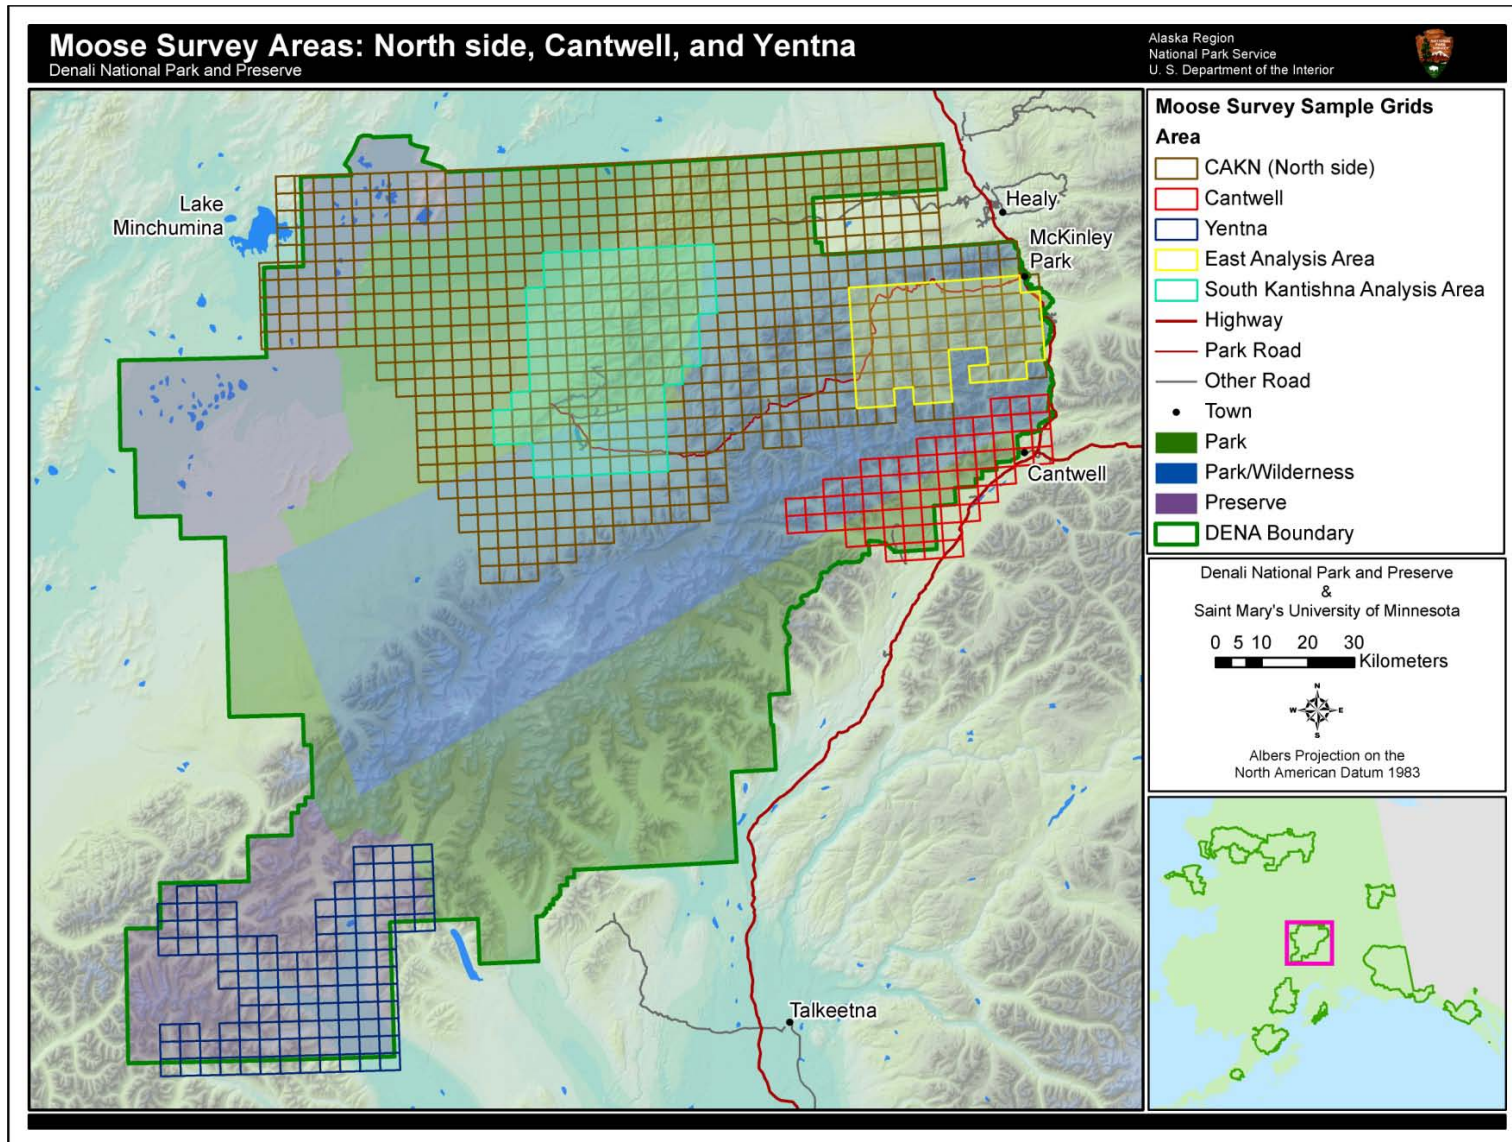 Moose Survey Areas: North side, Cantwell, and Yentna
Denali National Park and Preserve
Alaska Region
National Park Service
U. S. Department of the Interior
Lake
Minchumina
Healy
McKinley
Park
Cantwell
Talkeetna
Moose Survey Sample Grids
Area
CAKN (North side)
Cantwell
Yentna
East Analysis Area
South Kantishna Analysis Area
Highway
Park Road
Other Road
Town
Park
Park/Wilderness
Preserve
DENA Boundary
Denali National Park and Preserve
&
Saint Mary's University of Minnesota
0 5 10 20 30
Kilometers
N
W E
S
Albers Projection on the
North American Datum 1983